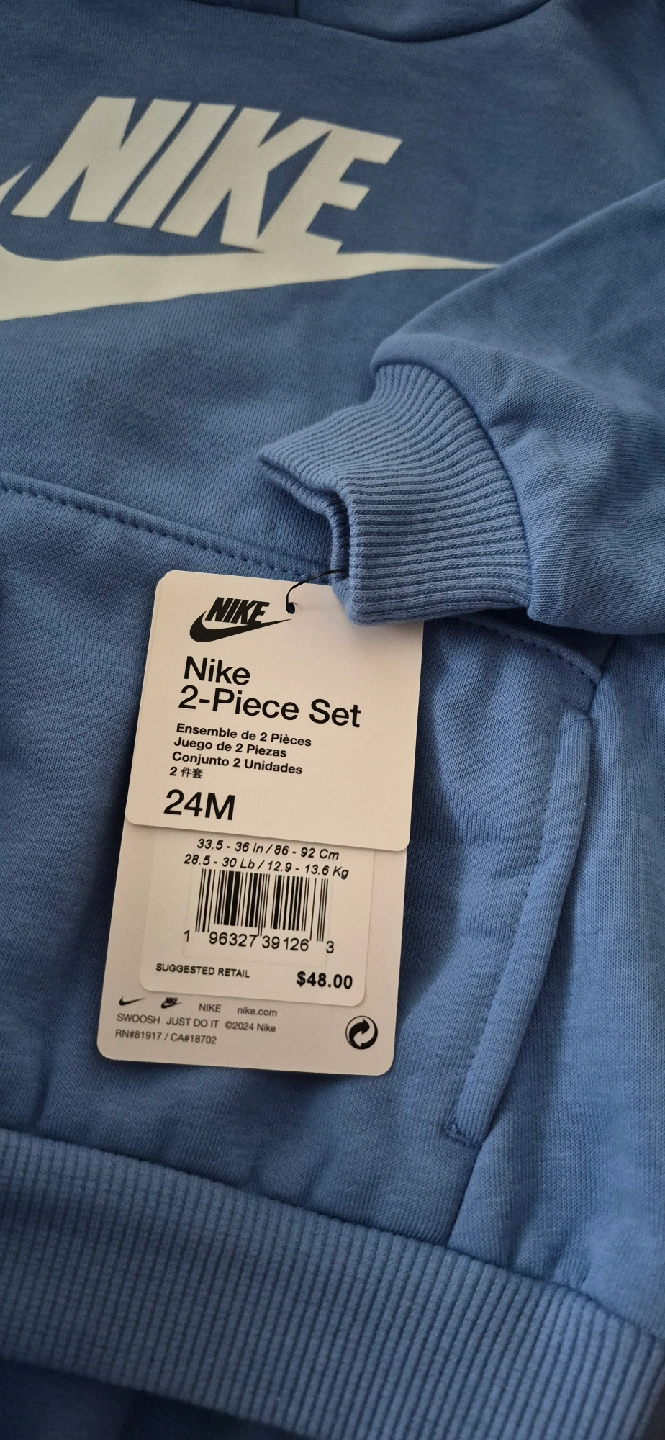 NIKE
NIKE
Nike
2-Piece Set
Ensemble de 2 Pièces
Juego de 2 Piezas
Conjunto 2 Unidades
2 件套
24M
33.5 - 36 in / 86 - 92 Cm
28.5 - 30 Lb / 12.9 - 13.6 Kg
1 96327 39126 3
SUGGESTED RETAIL $48.00
NIKE nike.com
SWOOSH JUST DO IT ©2024 Nike
RN#81917 / CA#18702